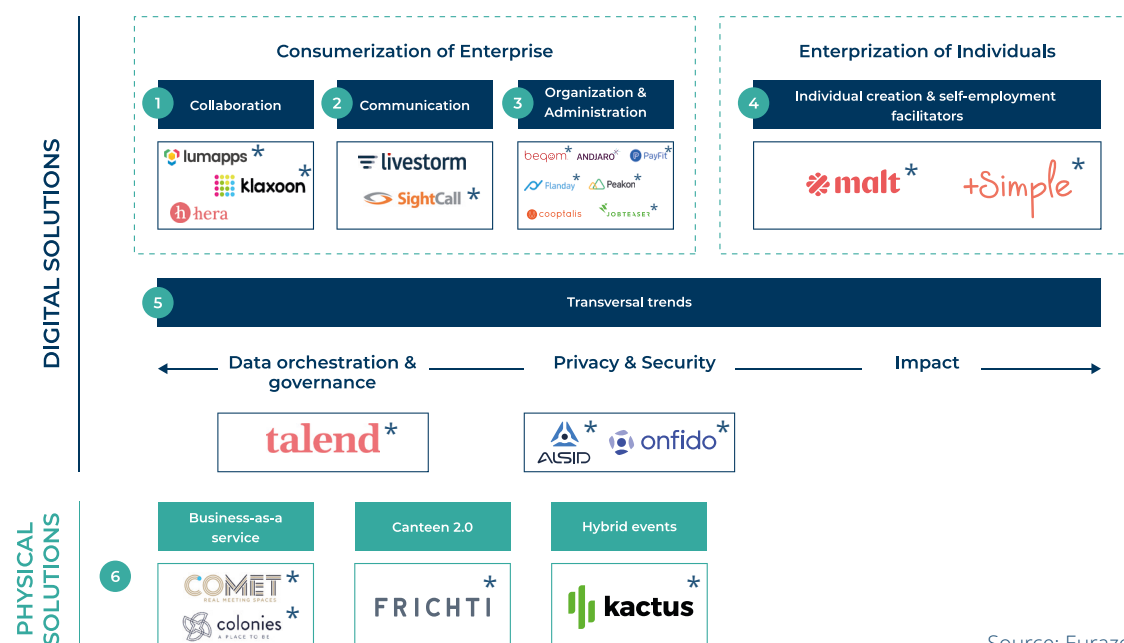 Consumerization of Enterprise
Enterprization of Individuals
1
Collaboration
2
Communication
3
Organization &
Administration
4
Individual creation & self-employment
facilitators
lumapps*
klaxoon*
hera
livestorm
SightCall*
beqom*
ANDJARO*
PayFit*
Flanday*
Peakon*
cooptalis
JOBTEASER*
malt*
+Simple*
DIGITAL SOLUTIONS
5
Transversal trends
Data orchestration &
governance
Privacy & Security
Impact
talend*
ALSID*
onfido*
PHYSICAL
SOLUTIONS
6
Business-as-a
service
Canteen 2.0
Hybrid events
COMET*
REAL MEETING SPACES
colonies*
A PLACE TO BE
FRICHTI*
kactus*